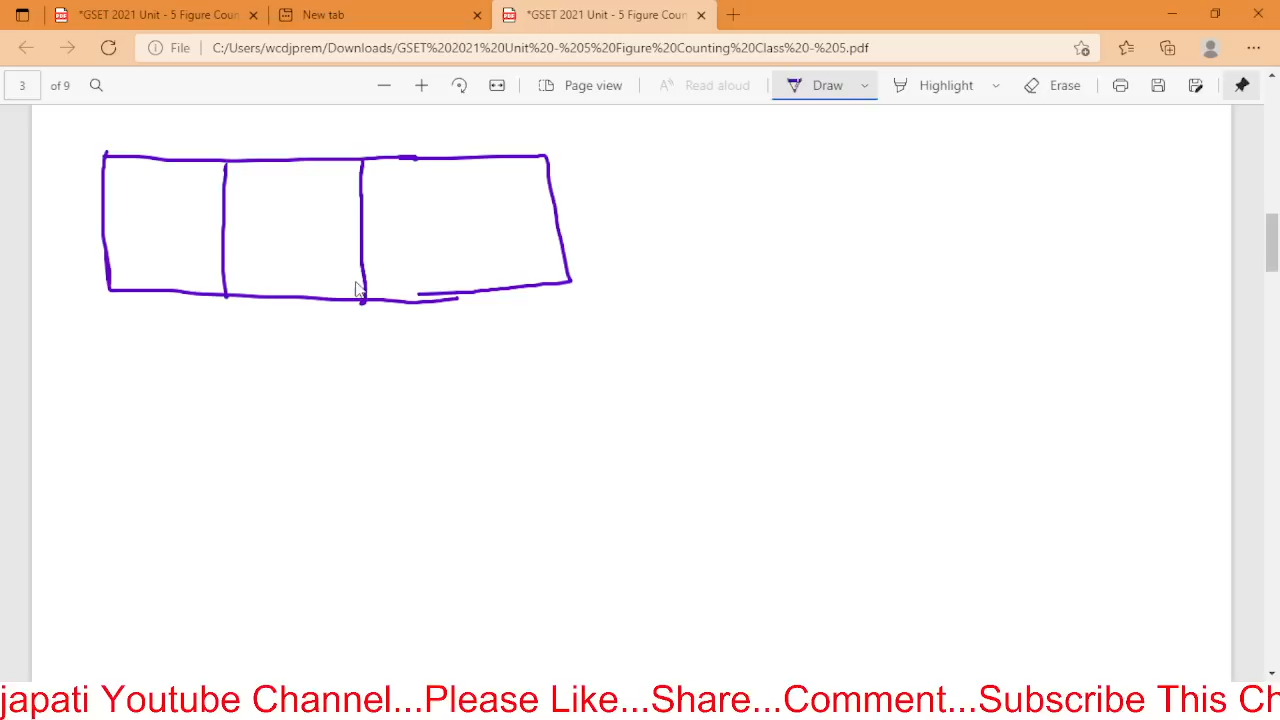 *GSET 2021 Unit - 5 Figure Coun
New tab
*GSET 2021 Unit - 5 Figure Coun
File
C:/Users/wcdjprem/Downloads/GSET%202021%20Unit%20-%205%20Figure%20Counting%20Class%20-%205.pdf
3 of 9
Page view
Read aloud
Draw
Highlight
Erase
japati Youtube Channel...Please Like...Share...Comment...Subscribe This Ch